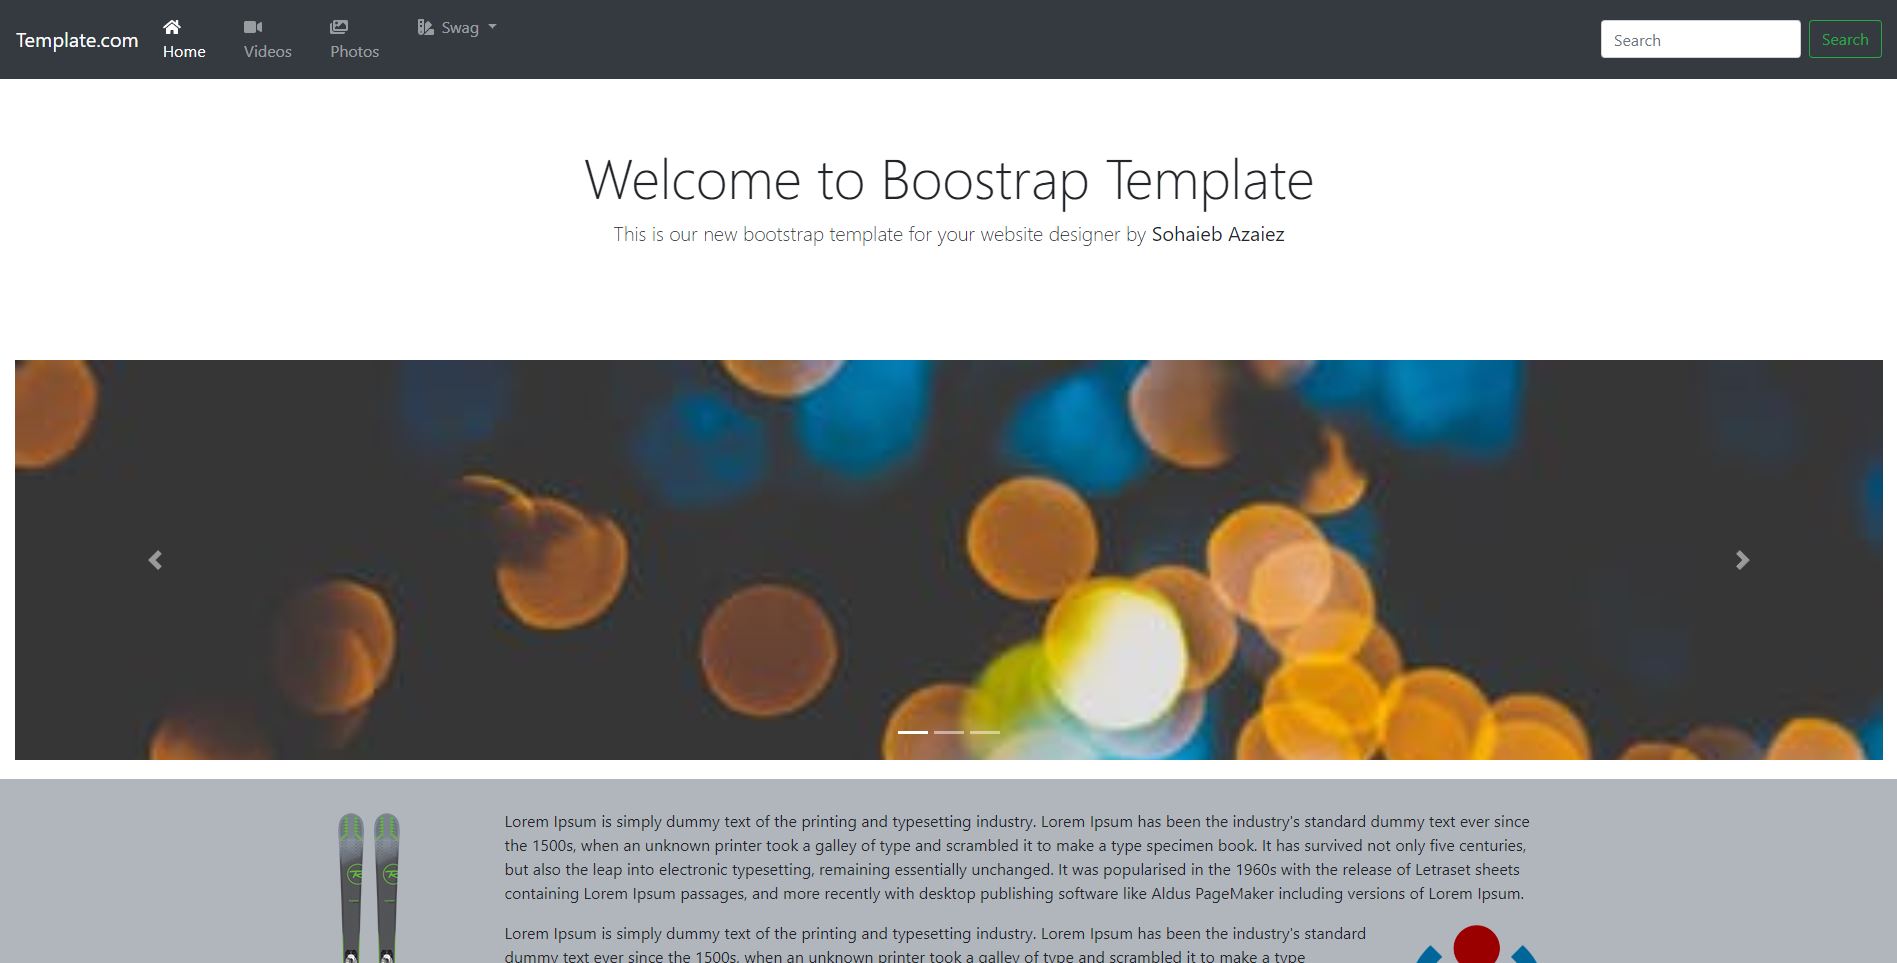 Template.com
Home
Videos
Photos
Swag
Search
Search
Welcome to Boostrap Template
This is our new bootstrap template for your website designer by Sohaieb Azaiez
Lorem Ipsum is simply dummy text of the printing and typesetting industry. Lorem Ipsum has been the industry's standard dummy text ever since
the 1500s, when an unknown printer took a galley of type and scrambled it to make a type specimen book. It has survived not only five centuries,
but also the leap into electronic typesetting, remaining essentially unchanged. It was popularised in the 1960s with the release of Letraset sheets
containing Lorem Ipsum passages, and more recently with desktop publishing software like Aldus PageMaker including versions of Lorem Ipsum.
Lorem Ipsum is simply dummy text of the printing and typesetting industry. Lorem Ipsum has been the industry's standard
dummy text ever since the 1500s, when an unknown printer took a galley of type and scrambled it to make a type